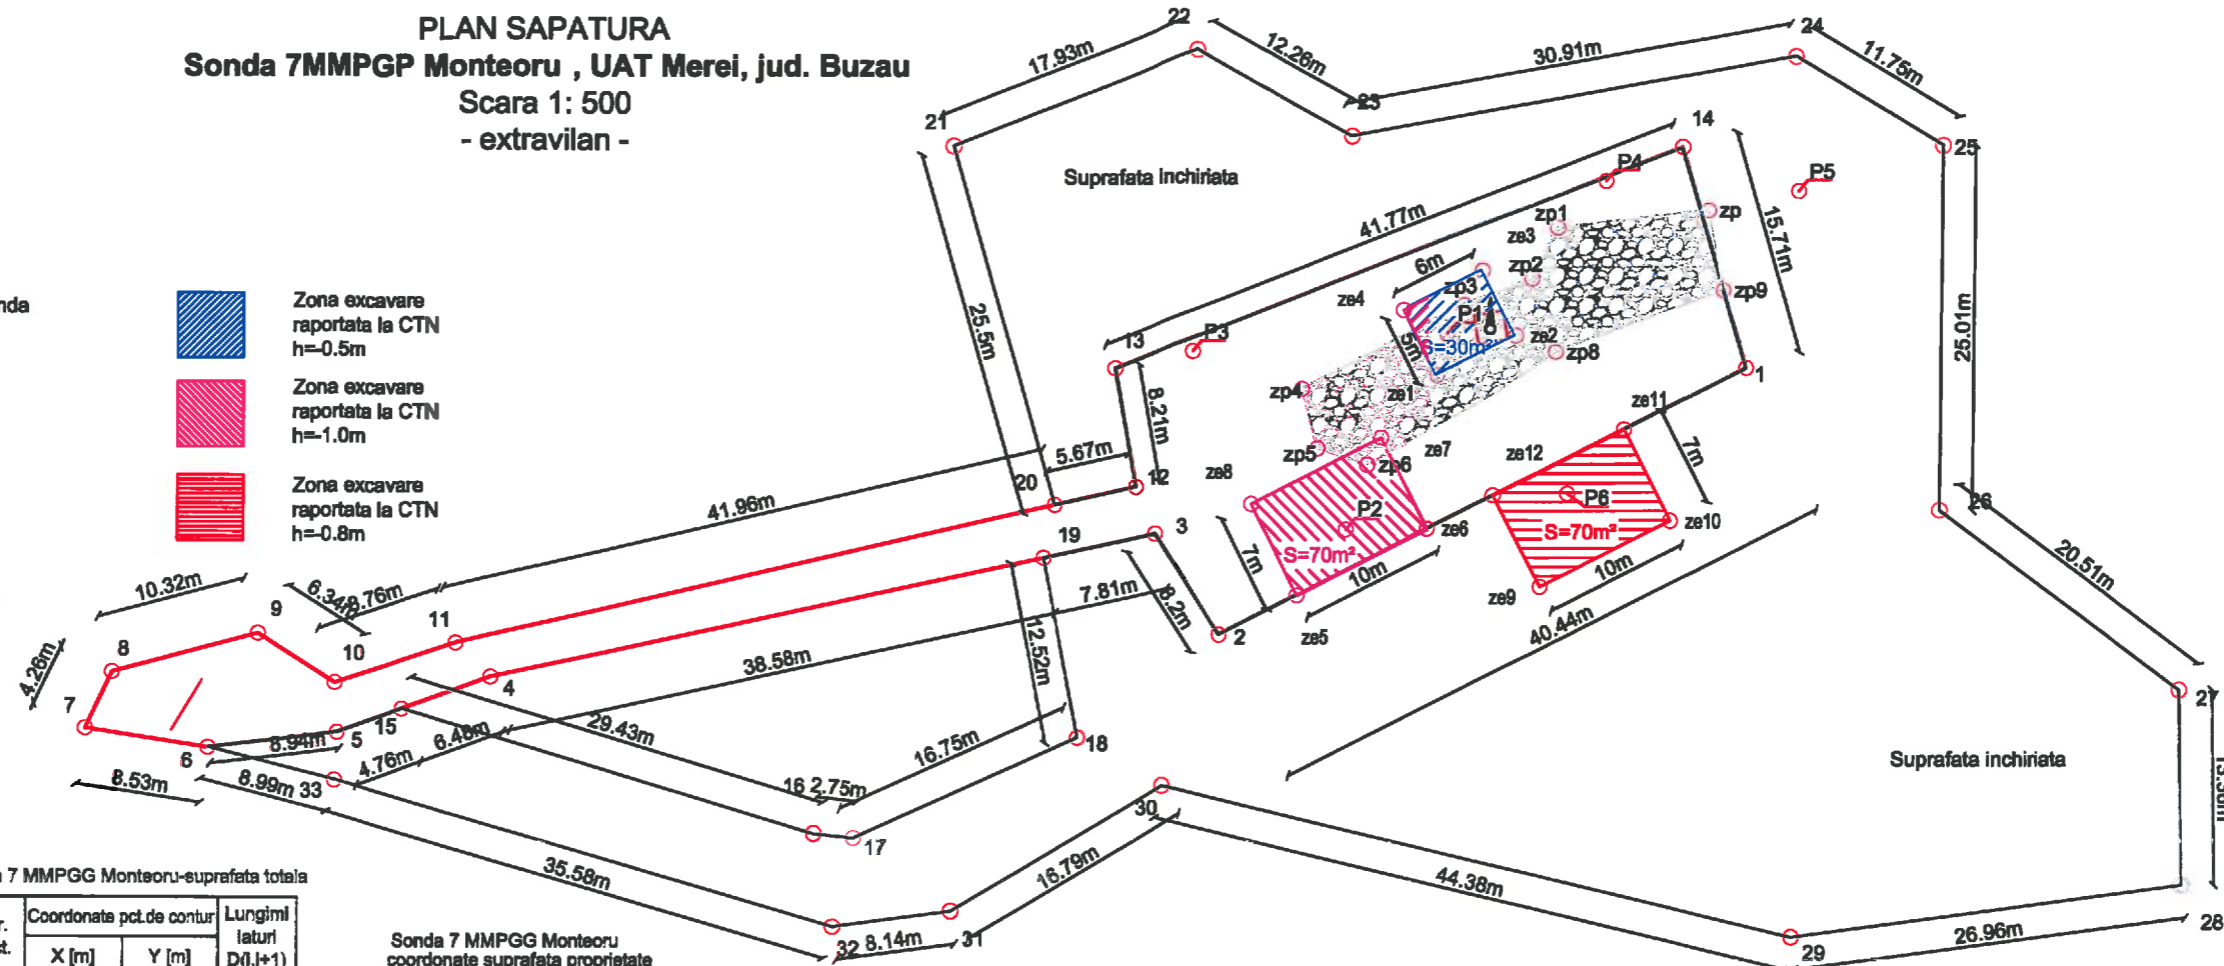 PLAN SAPATURA
Sonda 7MMPGP Monteoru , UAT Merei, jud. Buzau
Scara 1: 500
- extravilan -
nda
Zona excavare
raportata la CTN
h=-0.5m
Zona excavare
raportata la CTN
h=-1.0m
Zona excavare
raportata la CTN
h=-0.8m
22
17.93m
12.26m
23
30.91m
24
11.75m
21
14
25
Suprafata inchiriata
P4
P5
41.77m
zp1
zp
ze3
15.71m
6m
zp2
zp9
ze4
zp3
P1
25.5m
25.01m
S=30m²
ze2
zp8
13
P3
5m
1
zp4
ze1
ze11
8.21m
5.67m
zp5
zp6
ze7
ze12
7m
ze8
20
12
26
41.96m
P2
P6
ze6
ze10
S=70m²
S=70m²
19
3
7m
10m
10m
20.51m
10.32m
6.34m
8.76m
7.81m
8.2m
ze9
9
11
2
ze5
40.44m
8
10
12.52m
4.26m
38.58m
4
27
7
15
29.43m
18
8.94m
5
6.48m
16.75m
6
4.76m
Suprafata inchiriata
8.53m
8.99m
33
16
2.75m
30
17
16.79m
35.58m
44.38m
7 MMPGG Monteoru-suprafata totala
Coordonate pct.de contur
Lungimi
laturi
D(i,i+1)
X [m]
Y [m]
Sonda 7 MMPGG Monteoru
coordonate suprafata proprietate
32
8.14m
31
29
26.96m
28